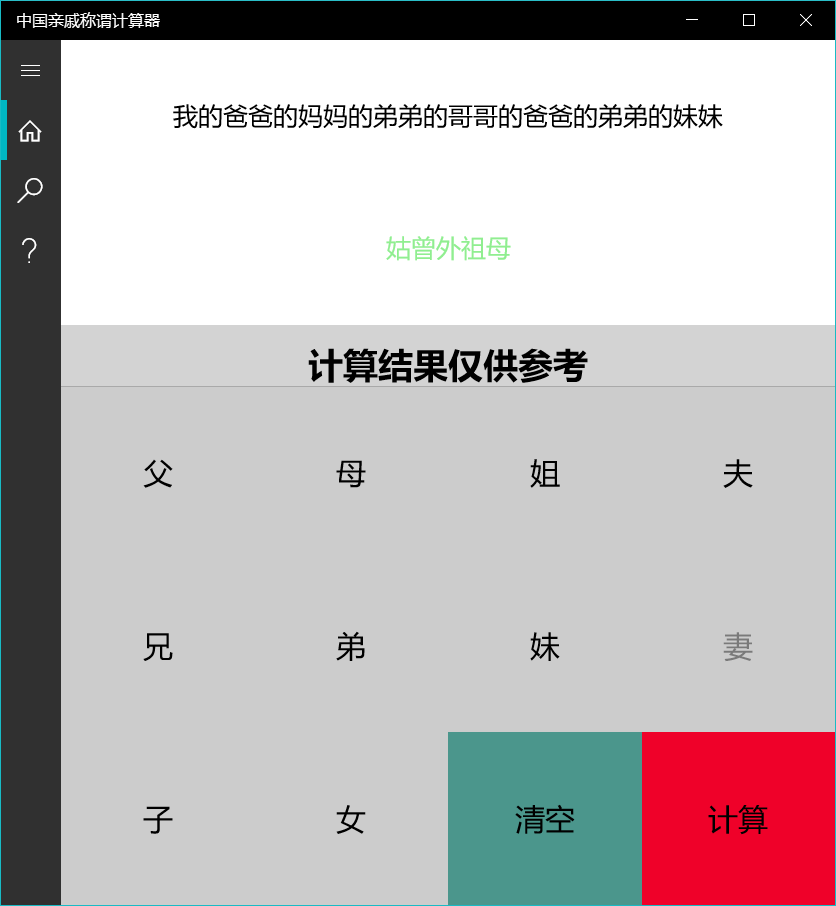 中国亲戚称谓计算器
我的爸爸的妈妈的弟弟的哥哥的爸爸的弟弟的妹妹
姑曾外祖母
计算结果仅供参考
父 母 姐 夫
兄 弟 妹 妻
子 女 清空 计算